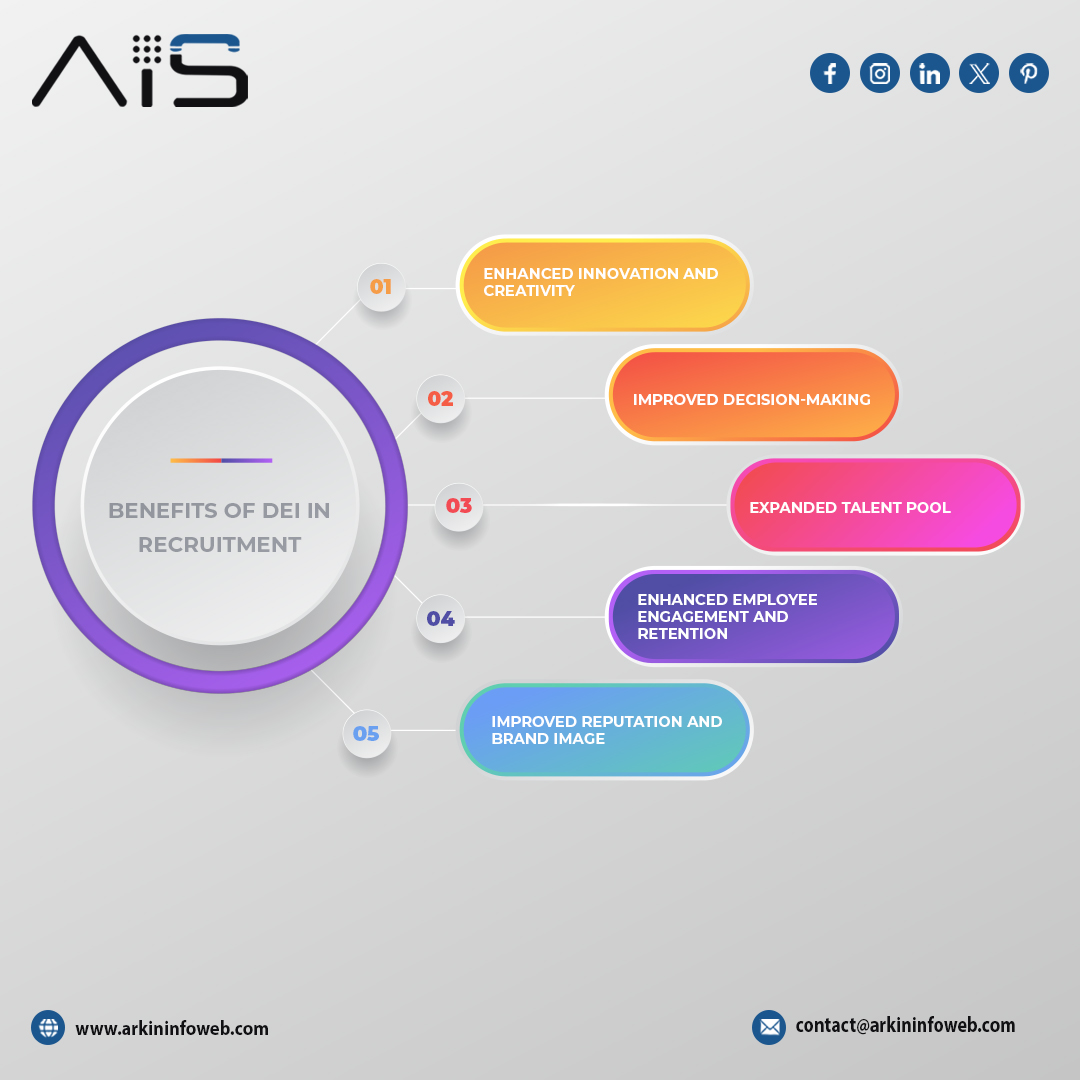 AiS
BENEFITS OF DEI IN
RECRUITMENT
01
ENHANCED INNOVATION AND
CREATIVITY
02
IMPROVED DECISION-MAKING
03
EXPANDED TALENT POOL
04
ENHANCED EMPLOYEE
ENGAGEMENT AND
RETENTION
05
IMPROVED REPUTATION AND
BRAND IMAGE
www.arkininfoweb.com
contact@arkininfoweb.com